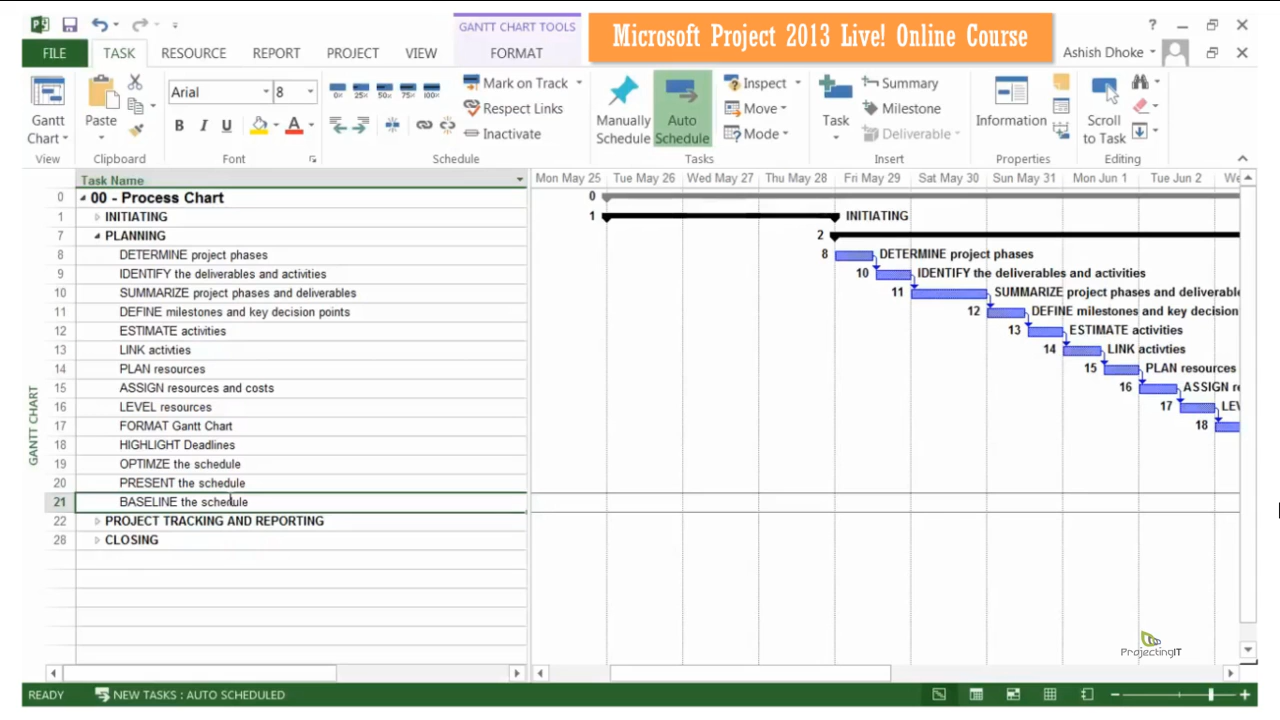 GANTT CHART TOOLS
Microsoft Project 2013 Live! Online Course
?
FILE TASK RESOURCE REPORT PROJECT VIEW FORMAT Ashish Dhoke
Gantt Chart
Paste
Arial 8
B I U A
0% 25% 50% 75% 100%
Mark on Track
Respect Links
Inactivate
Manually Schedule
Auto Schedule
Inspect
Move
Mode
Task
Summary
Milestone
Deliverable
Information
Scroll to Task
View Clipboard Font Schedule Tasks Insert Properties Editing
Task Name
Mon May 25 Tue May 26 Wed May 27 Thu May 28 Fri May 29 Sat May 30 Sun May 31 Mon Jun 1 Tue Jun 2 We
0 00 - Process Chart 0
1 INITIATING 1 INITIATING
7 PLANNING 2
8 DETERMINE project phases 8 DETERMINE project phases
9 IDENTIFY the deliverables and activities 10 IDENTIFY the deliverables and activities
10 SUMMARIZE project phases and deliverables 11 SUMMARIZE project phases and deliverable
11 DEFINE milestones and key decision points 12 DEFINE milestones and key decision
12 ESTIMATE activities 13 ESTIMATE activities
13 LINK activties 14 LINK activties
14 PLAN resources 15 PLAN resources
15 ASSIGN resources and costs 16 ASSIGN re
16 LEVEL resources 17 LEV
17 FORMAT Gantt Chart 18
18 HIGHLIGHT Deadlines
19 OPTIMZE the schedule
20 PRESENT the schedule
21 BASELINE the schedule
22 PROJECT TRACKING AND REPORTING
28 CLOSING
GANTT CHART
ProjectingIT
READY NEW TASKS : AUTO SCHEDULED